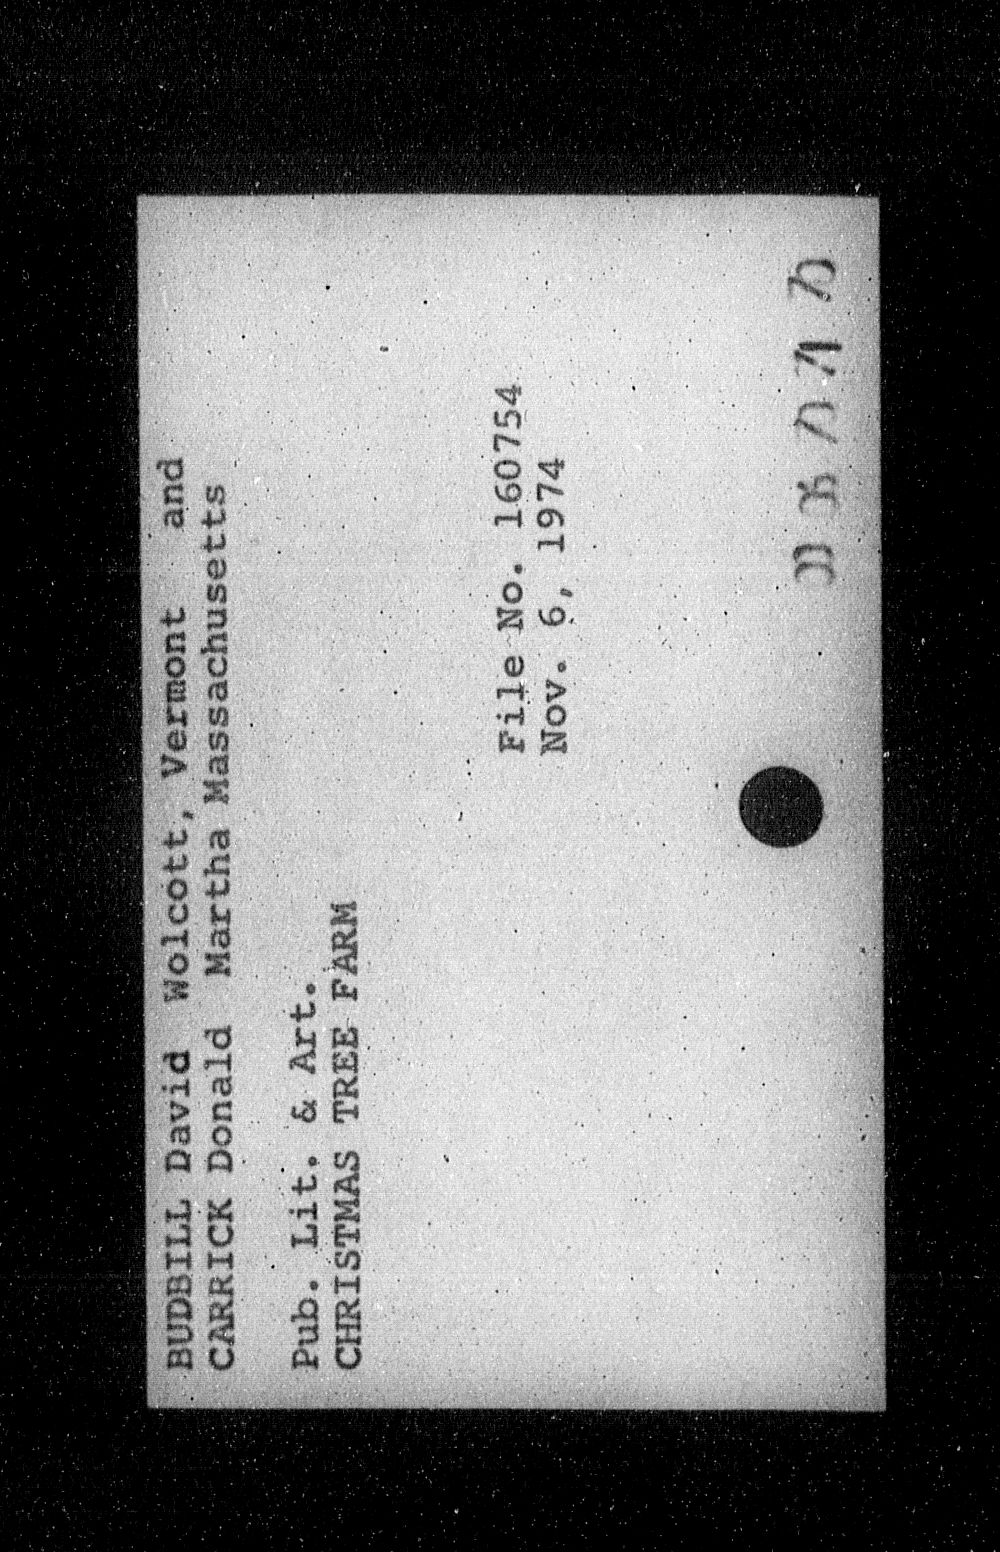 BUDBILL David Wolcott, Vermont and
CARRICK Donald Martha Massachusetts
Pub. Lit. & Art.
CHRISTMAS TREE FARM
File No. 160754
Nov. 6, 1974